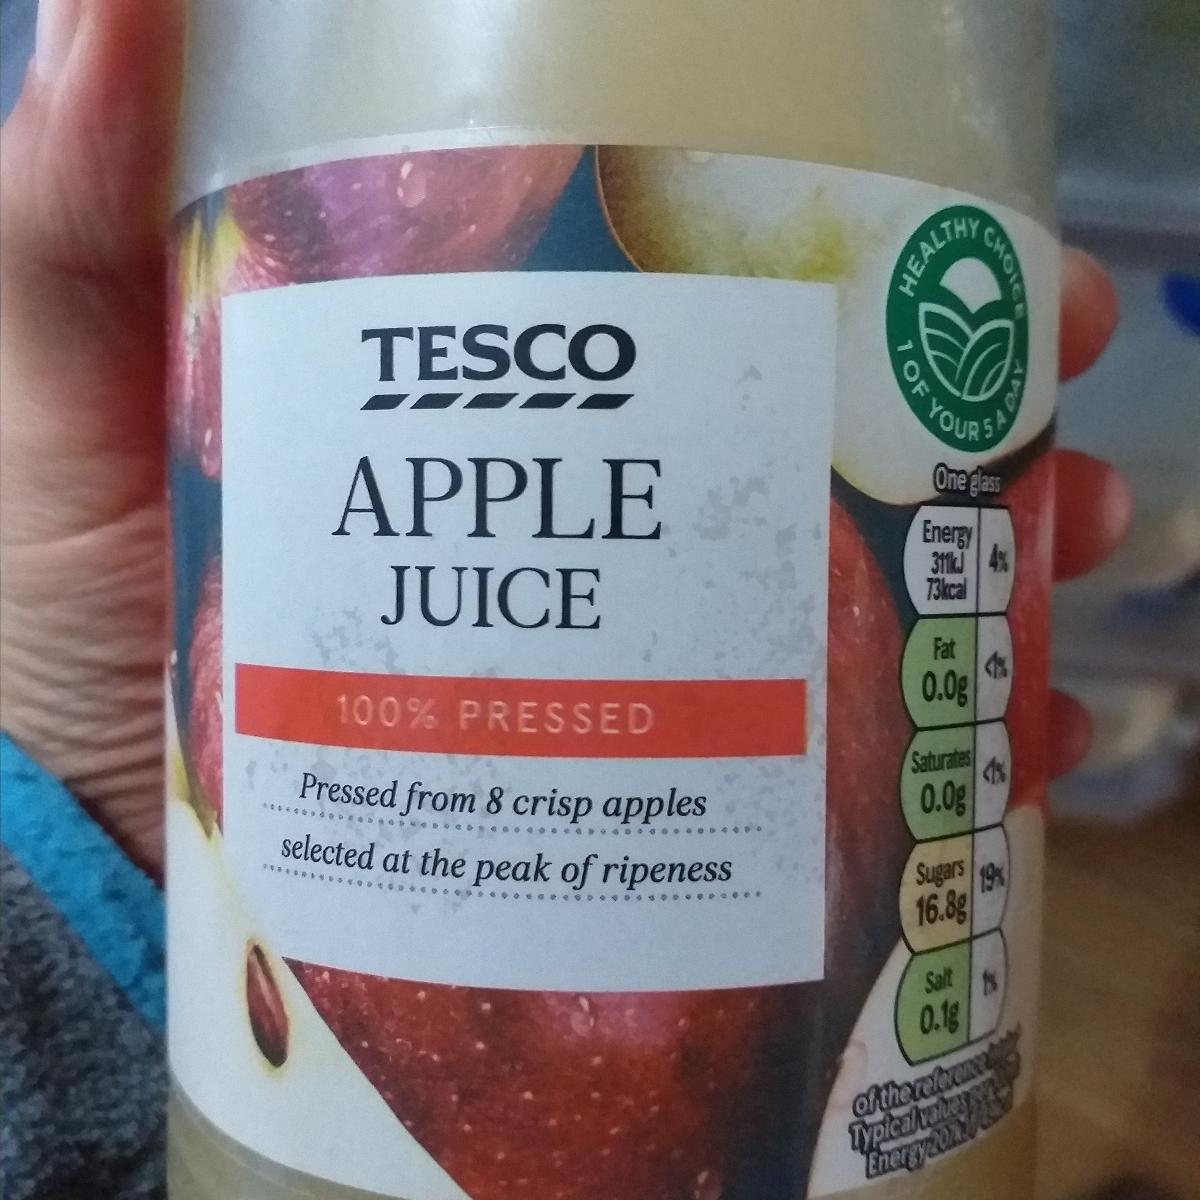 TESCO
APPLE
JUICE
100% PRESSED
Pressed from 8 crisp apples
selected at the peak of ripeness
HEALTHY CHOICE
1 OF YOUR 5 A DAY
One glass
Energy
311kJ
73kcal
4%
Fat
0.0g
<1%
Saturates
0.0g
<1%
Sugars
16.8g
19%
Salt
0.1g
1%
of the reference
Typical values
Energy